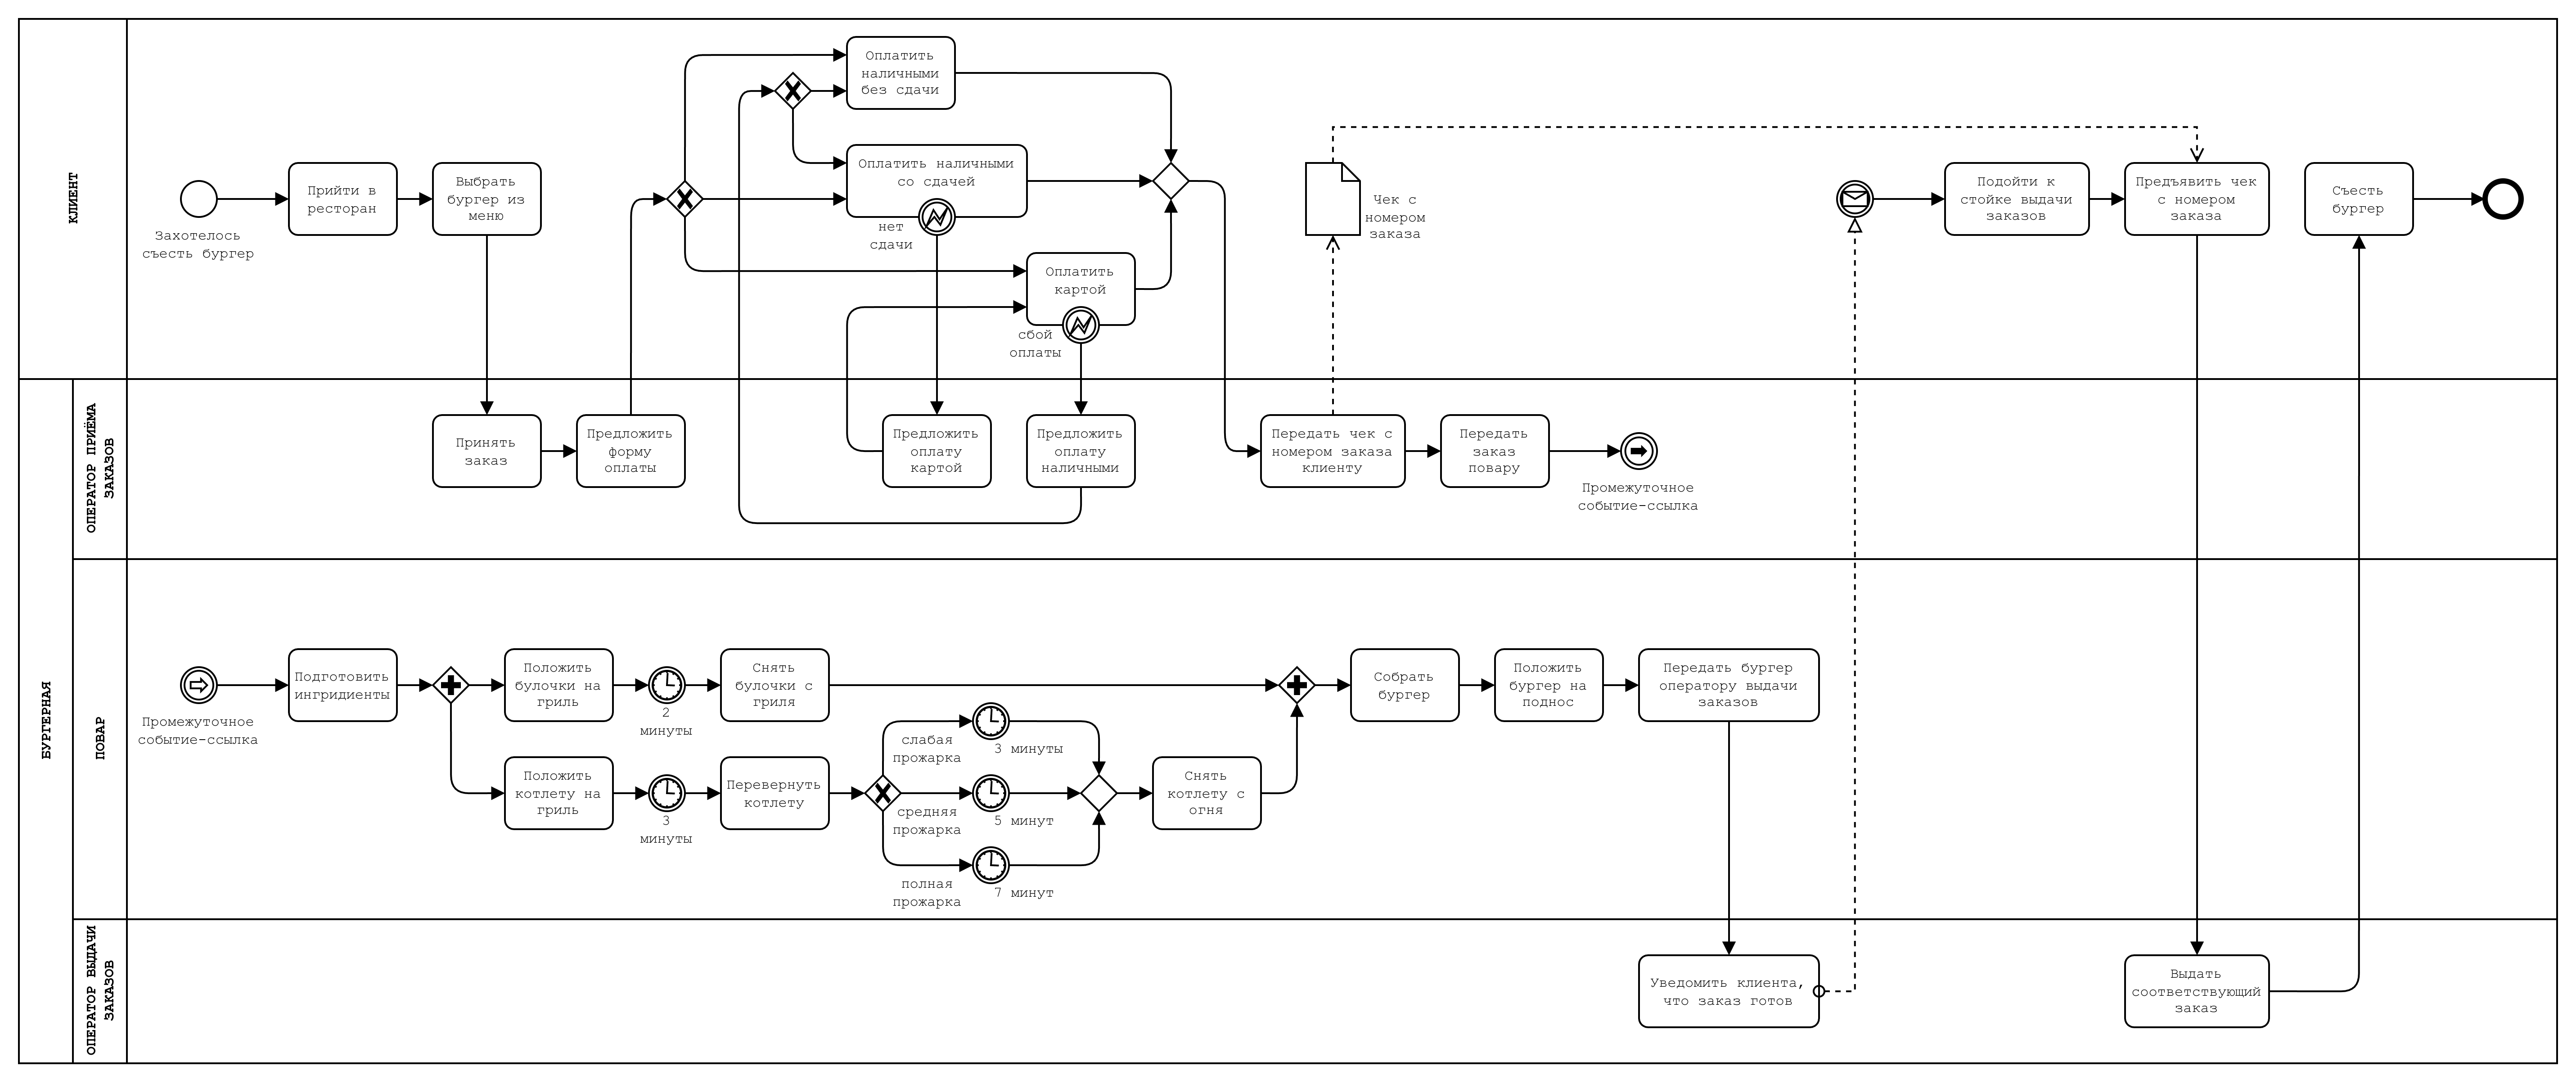 КЛИЕНТ
Захотелось
съесть бургер
Прийти в
ресторан
Выбрать
бургер из
меню
Оплатить
наличными
без сдачи
Оплатить наличными
со сдачей
нет
сдачи
Оплатить
картой
сбой
оплаты
Чек с
номером
заказа
Подойти к
стойке выдачи
заказов
Предъявить чек
с номером
заказа
Съесть
бургер
БУРГЕРНАЯ
ОПЕРАТОР ПРИЁМА
ЗАКАЗОВ
Принять
заказ
Предложить
форму
оплаты
Предложить
оплату
картой
Предложить
оплату
наличными
Передать чек с
номером заказа
клиенту
Передать
заказ
повару
Промежуточное
событие-ссылка
ПОВАР
Промежуточное
событие-ссылка
Подготовить
ингридиенты
Положить
булочки на
гриль
2
минуты
Снять
булочки с
гриля
Положить
котлету на
гриль
3
минуты
Перевернуть
котлету
слабая
прожарка
3 минуты
средняя
прожарка
5 минут
полная
прожарка
7 минут
Снять
котлету с
огня
Собрать
бургер
Положить
бургер на
поднос
Передать бургер
оператору выдачи
заказов
ОПЕРАТОР ВЫДАЧИ
ЗАКАЗОВ
Уведомить клиента,
что заказ готов
Выдать
соответствующий
заказ